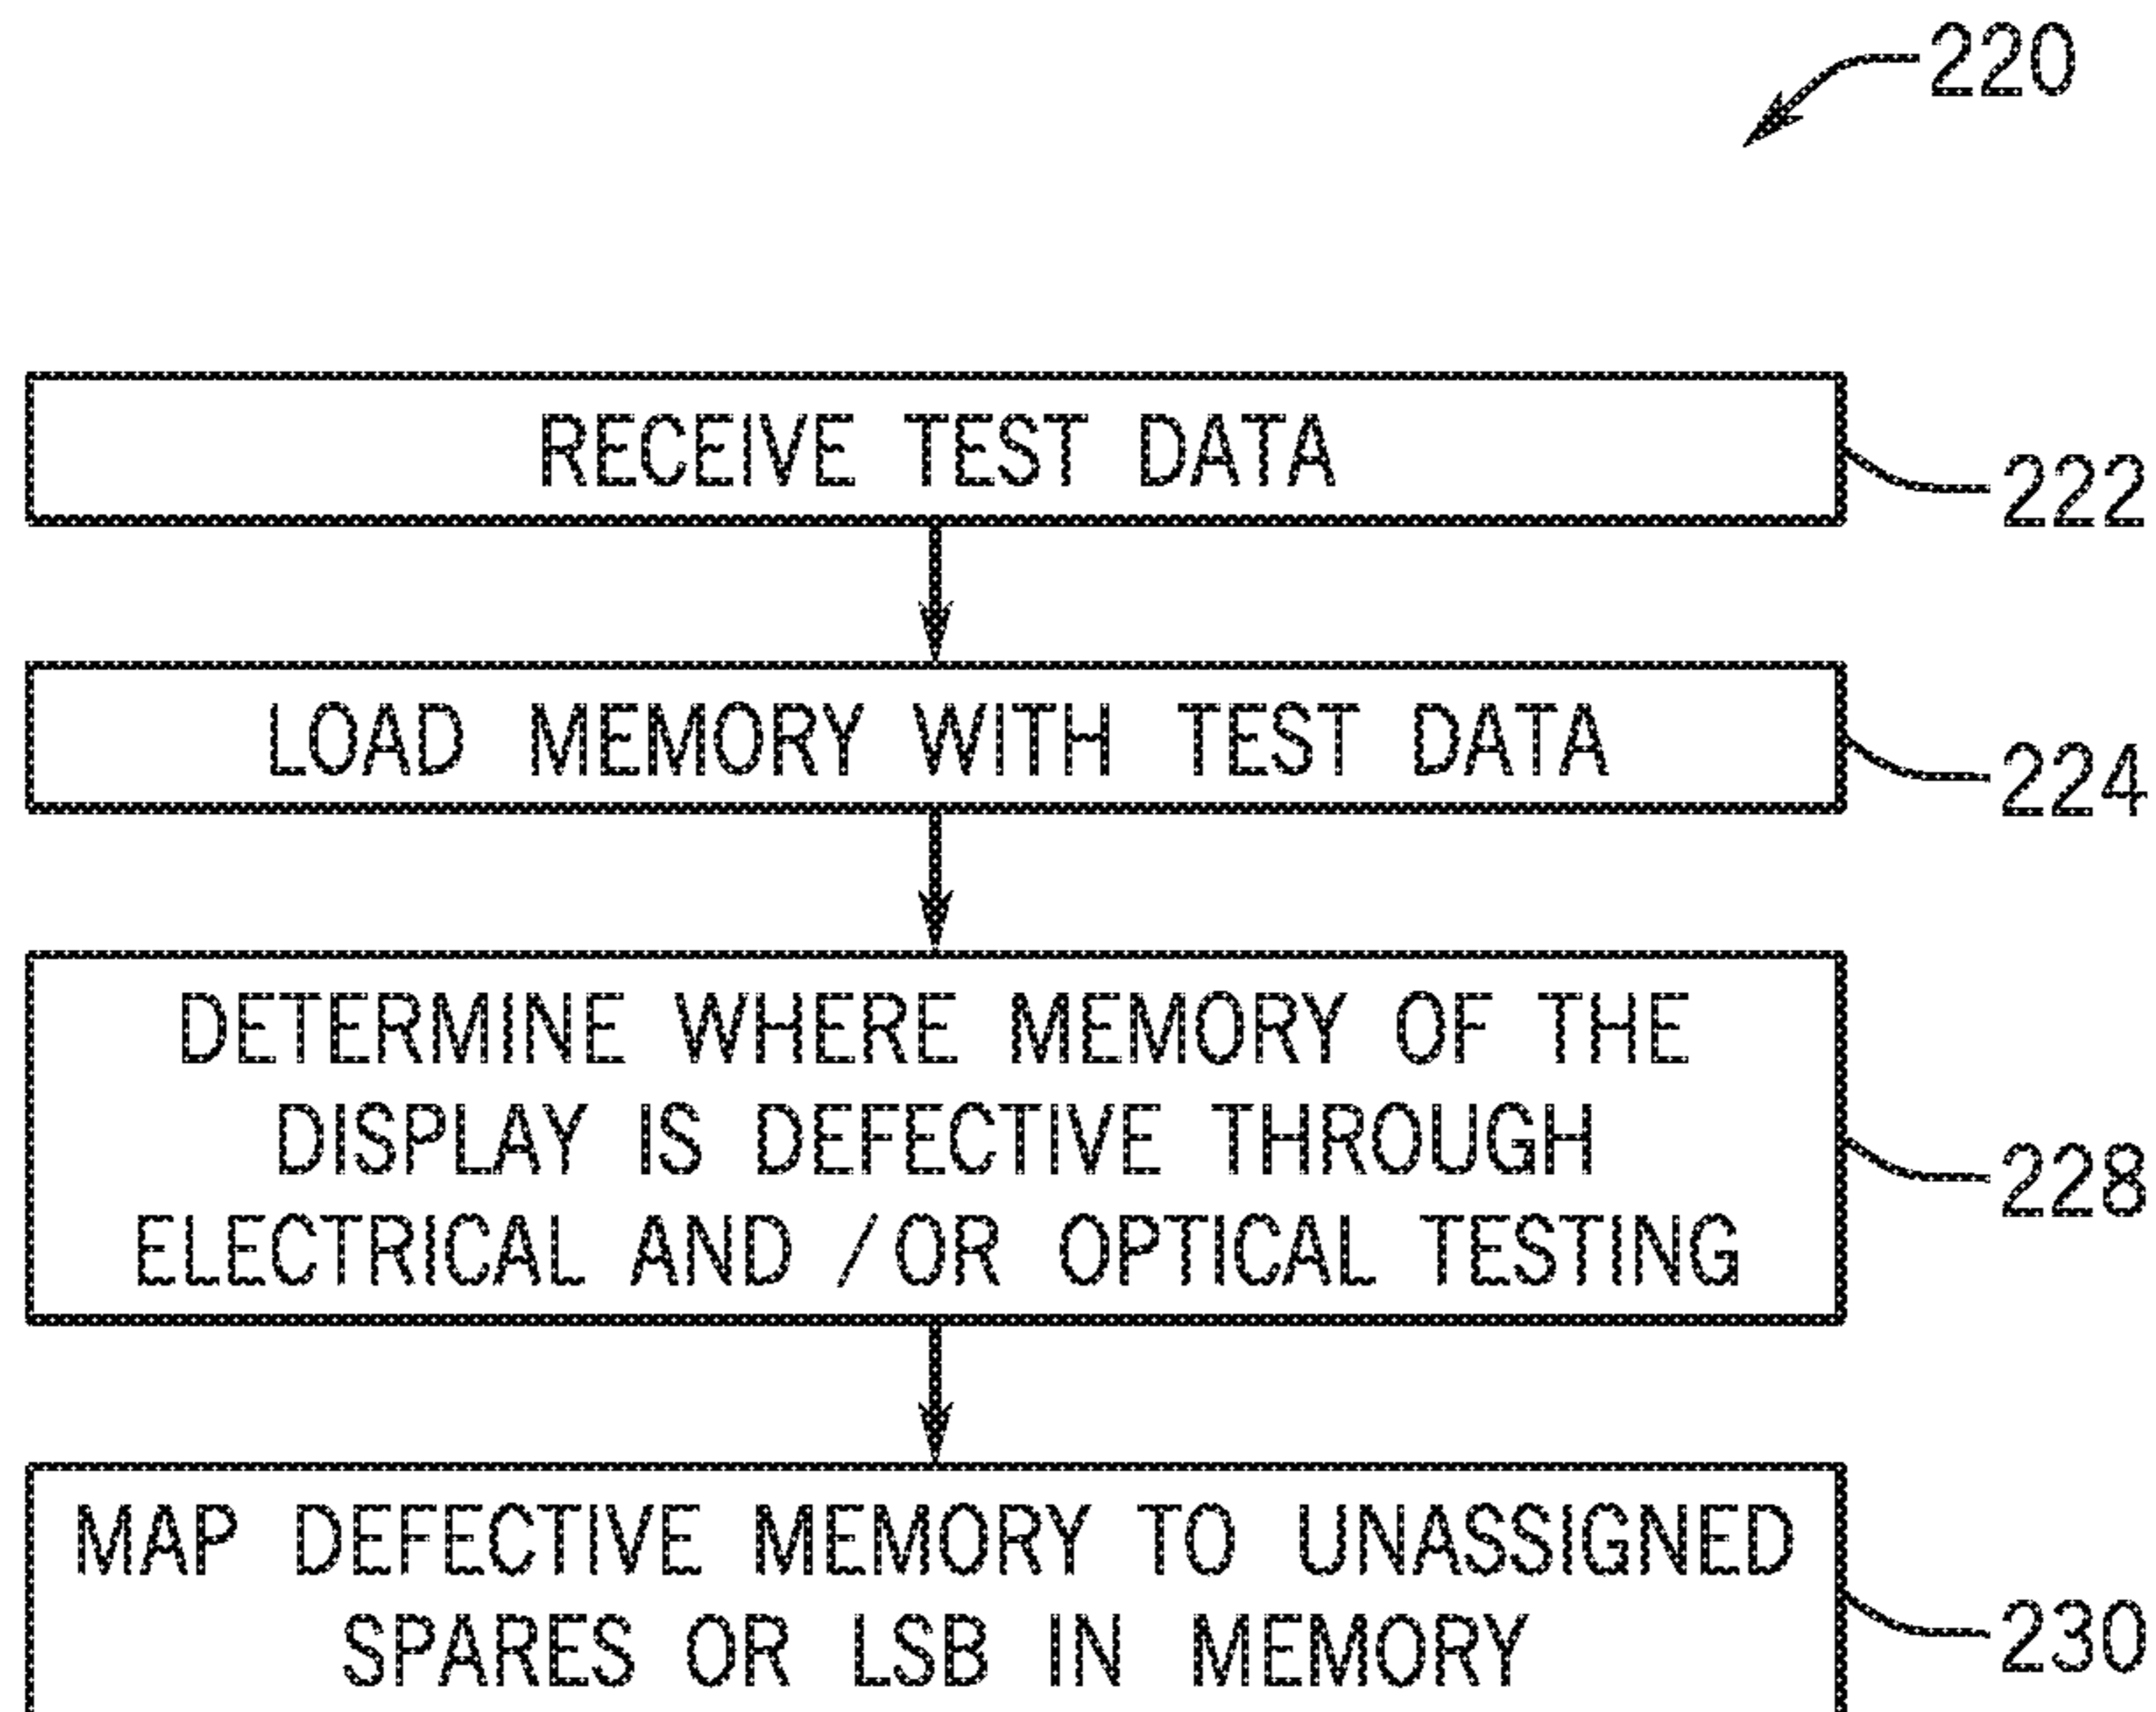 220
RECEIVE TEST DATA
222
LOAD MEMORY WITH TEST DATA
224
DETERMINE WHERE MEMORY OF THE
DISPLAY IS DEFECTIVE THROUGH
ELECTRICAL AND /OR OPTICAL TESTING
228
MAP DEFECTIVE MEMORY TO UNASSIGNED
SPARES OR LSB IN MEMORY
230